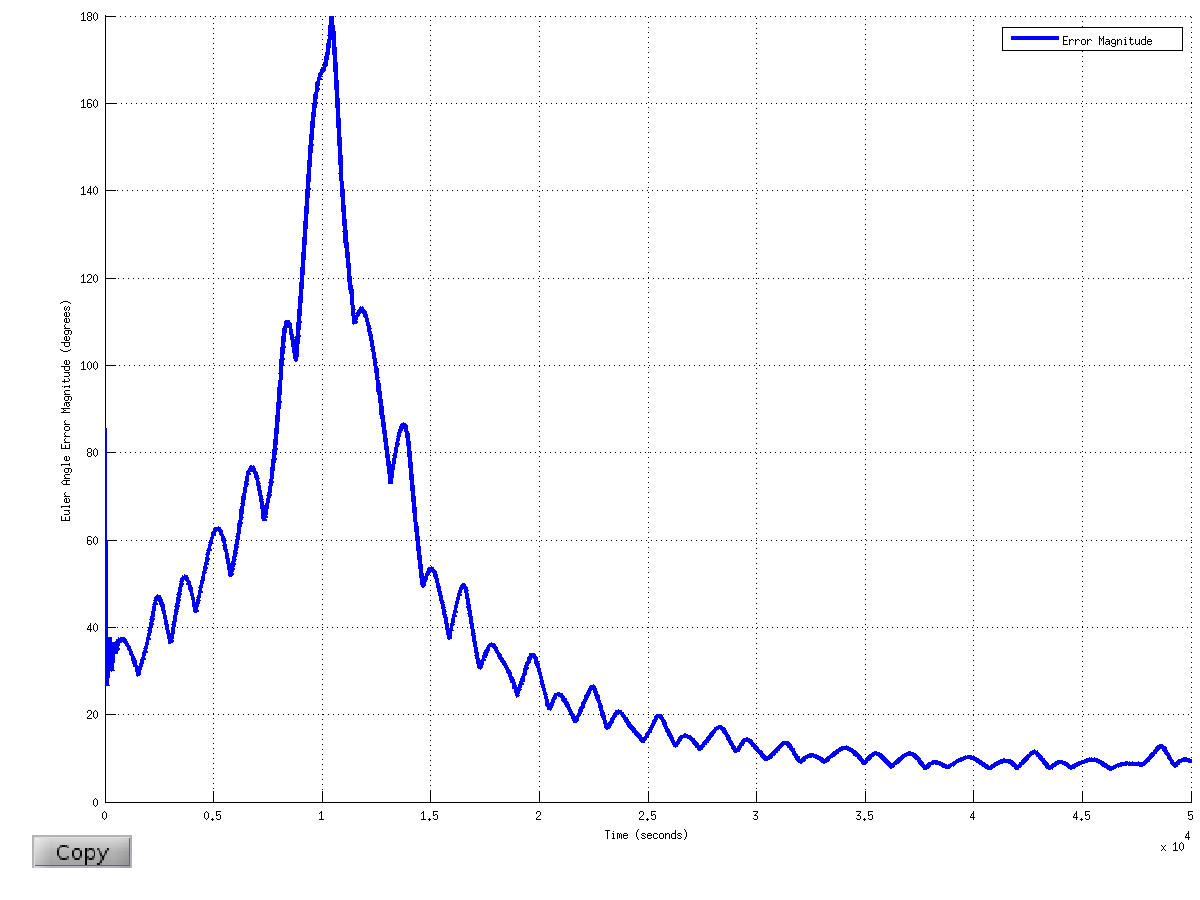 Error Magnitude
180
160
140
120
100
80
60
40
20
0
Euler Angle Error Magnitude (degrees)
0 0.5 1 1.5 2 2.5 3 3.5 4 4.5 5
Time (seconds)
x 10 4
Copy